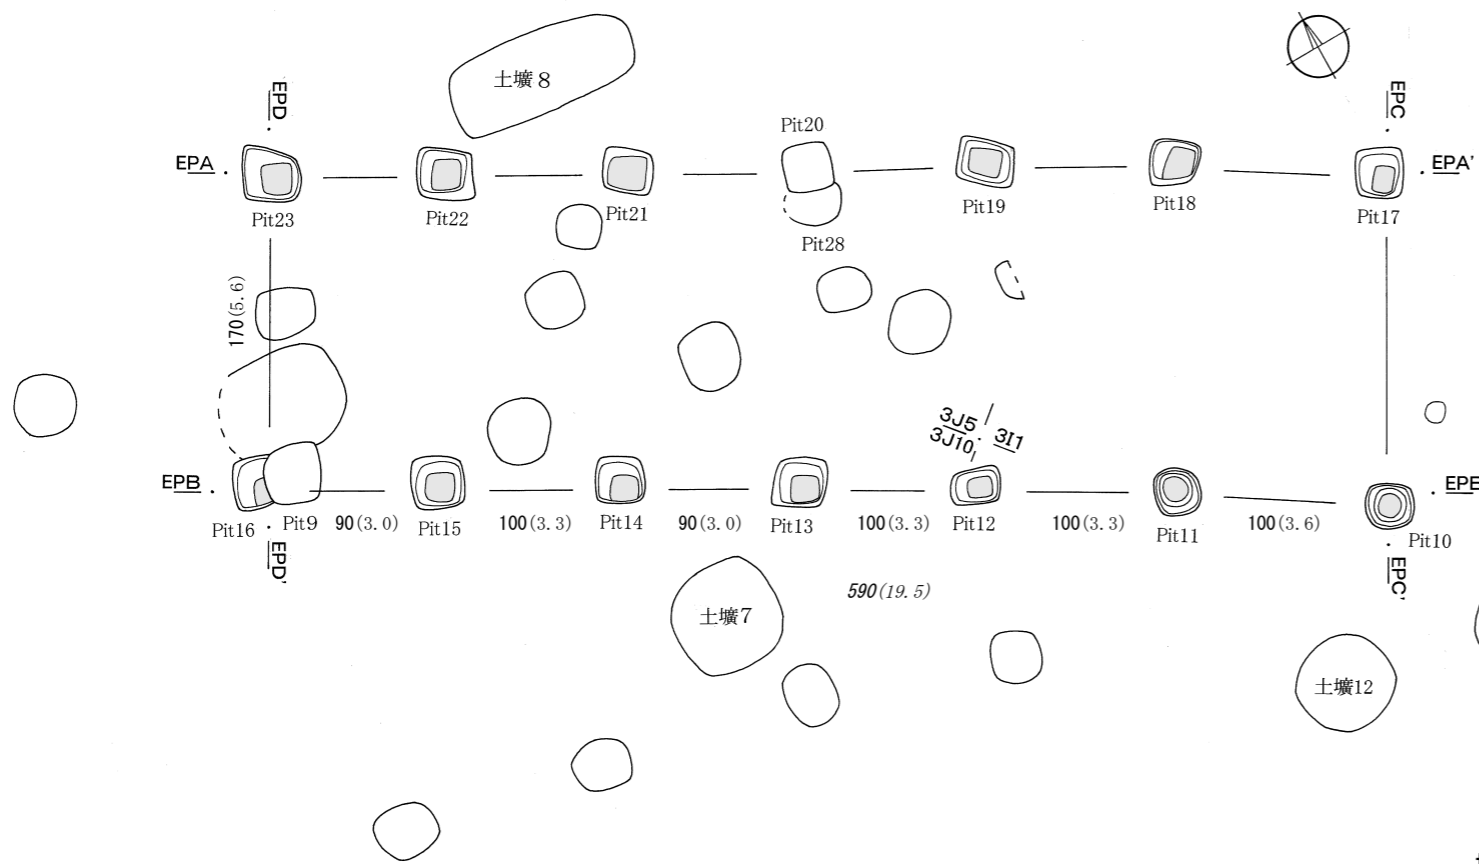 土壙８
EPD
EPC
Pit20
EPA
EPA'
Pit23
Pit22
Pit21
Pit19
Pit18
Pit17
Pit28
170(5.6)
3J5
3J10
3I1
EPB
Pit16
Pit9
90(3.0)
Pit15
100(3.3)
Pit14
90(3.0)
Pit13
100(3.3)
Pit12
100(3.3)
Pit11
100(3.6)
Pit10
EPD'
EPC'
590(19.5)
土壙７
土壙12